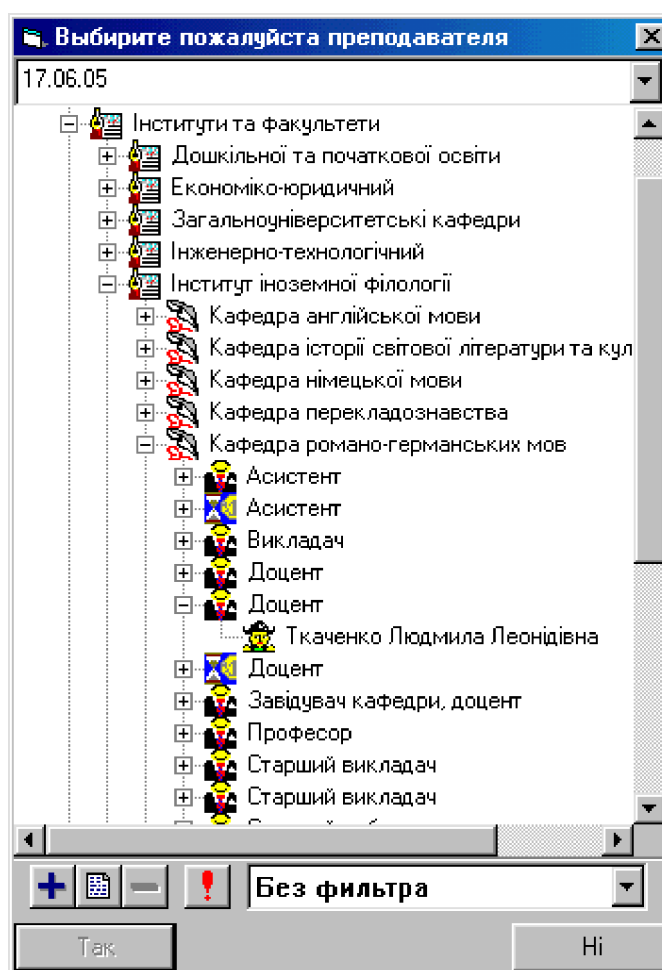 Выбирите пожалуйста преподавателя
17.06.05
Інститути та факультети
Дошкільної та початкової освіти
Економіко-юридичний
Загальноуніверситетські кафедри
Інженерно-технологічний
Інститут іноземної філології
Кафедра англійської мови
Кафедра історії світової літератури та кул
Кафедра німецької мови
Кафедра перекладознавства
Кафедра романо-германських мов
Асистент
Асистент
Викладач
Доцент
Доцент
Ткаченко Людмила Леонідівна
Доцент
Завідувач кафедри, доцент
Професор
Старший викладач
Старший викладач
Без фильтра
Так
Ні